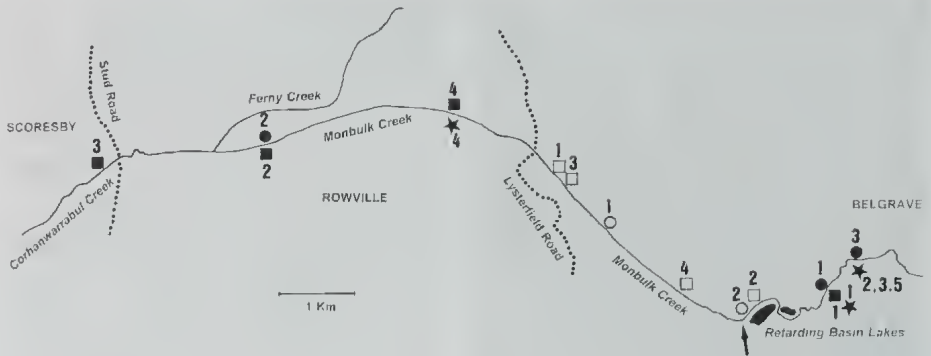 Stud Road
SCORESBY
3
Corhanwarrabul Creek
Ferny Creek
2
2
Monbulk Creek
4
4
ROWVILLE
1 Km
Lysterfield Road
1
3
1
Monbulk Creek
4
2
2
BELGRAVE
3
2,3.5
1
1
1
Retarding Basin Lakes